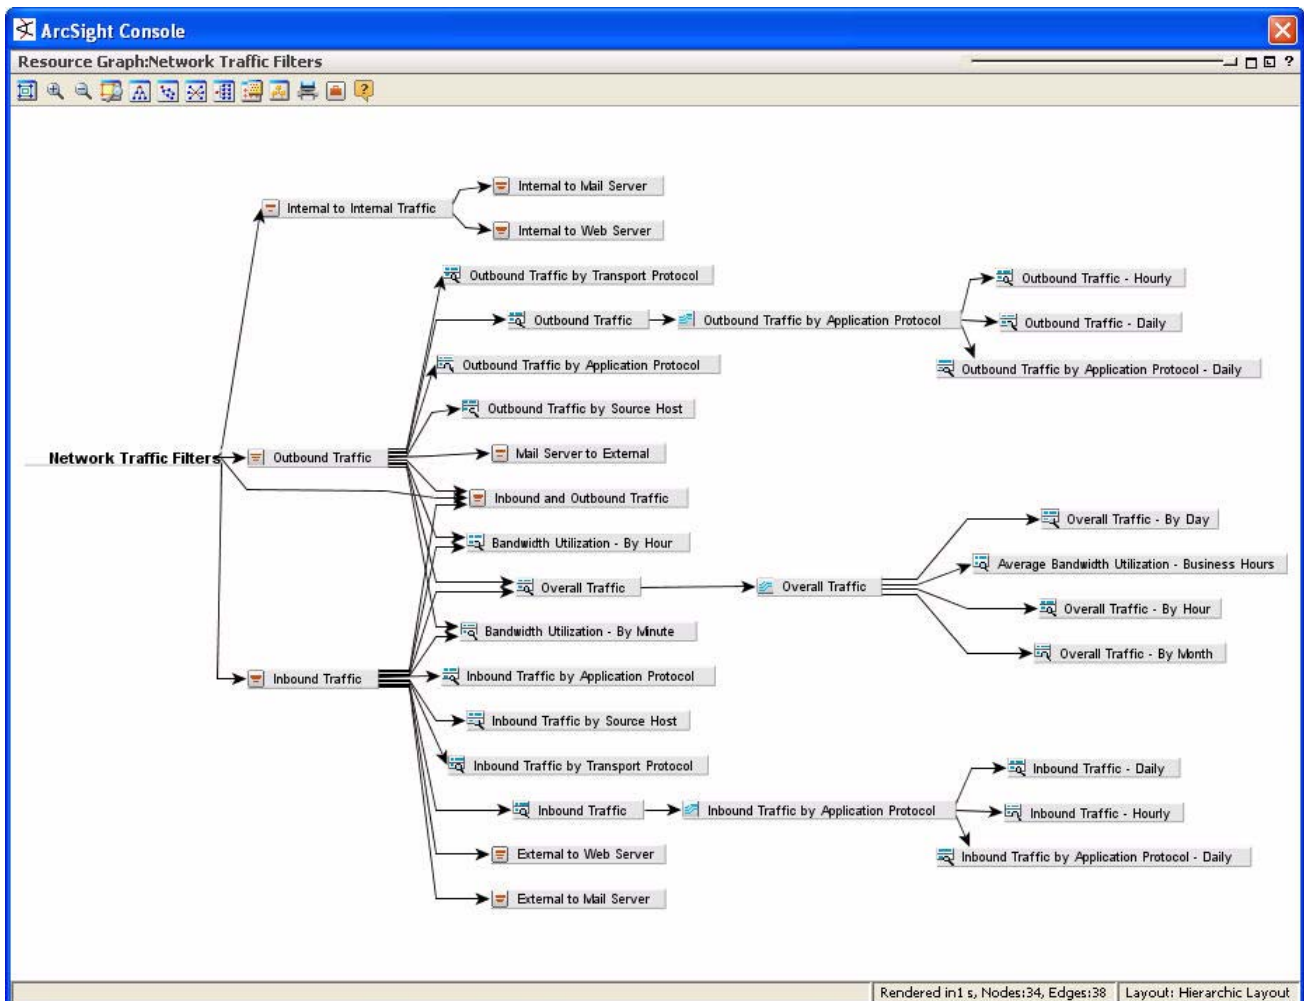 ArcSight Console
Resource Graph:Network Traffic Filters
?
?
Internal to Mail Server
Internal to Internal Traffic
Internal to Web Server
Outbound Traffic by Transport Protocol
Outbound Traffic - Hourly
Outbound Traffic
Outbound Traffic by Application Protocol
Outbound Traffic - Daily
Outbound Traffic by Application Protocol
Outbound Traffic by Application Protocol - Daily
Outbound Traffic by Source Host
Network Traffic Filters
Outbound Traffic
Mail Server to External
Inbound and Outbound Traffic
Overall Traffic - By Day
Bandwidth Utilization - By Hour
Average Bandwidth Utilization - Business Hours
Overall Traffic
Overall Traffic
Overall Traffic - By Hour
Bandwidth Utilization - By Minute
Overall Traffic - By Month
Inbound Traffic
Inbound Traffic by Application Protocol
Inbound Traffic by Source Host
Inbound Traffic by Transport Protocol
Inbound Traffic - Daily
Inbound Traffic
Inbound Traffic by Application Protocol
Inbound Traffic - Hourly
External to Web Server
Inbound Traffic by Application Protocol - Daily
External to Mail Server
Rendered in1 s, Nodes:34, Edges:38
Layout: Hierarchic Layout